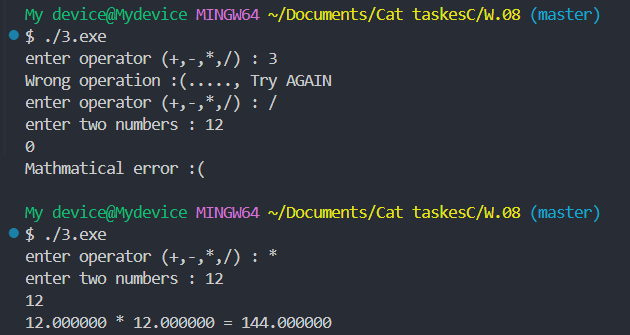 My device@Mydevice MINGW64 ~/Documents/Cat taskesC/W.08 (master)
$ ./3.exe
enter operator (+,-,*,/) : 3
Wrong operation :(....., Try AGAIN
enter operator (+,-,*,/) : /
enter two numbers : 12
0
Mathmatical error :(
My device@Mydevice MINGW64 ~/Documents/Cat taskesC/W.08 (master)
$ ./3.exe
enter operator (+,-,*,/) : *
enter two numbers : 12
12
12.000000 * 12.000000 = 144.000000